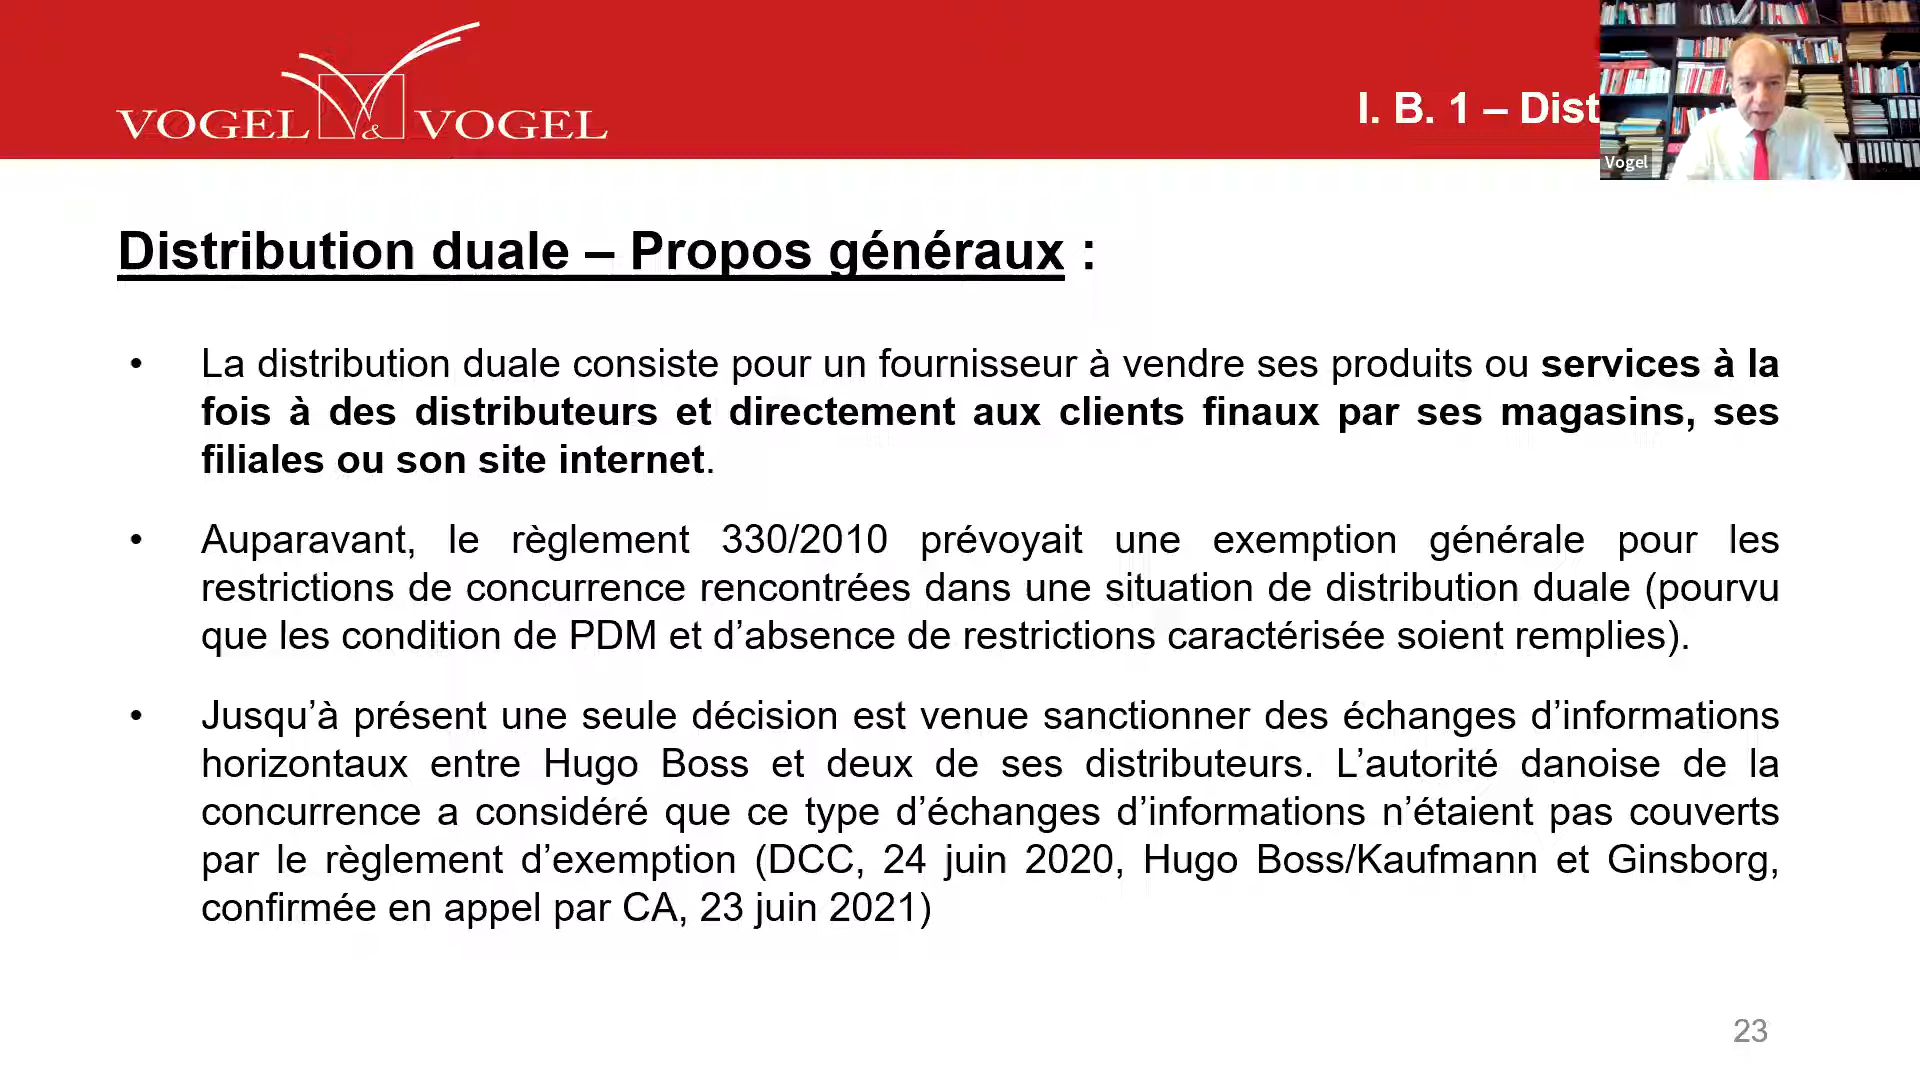 VOGEL & VOGEL
I. B. 1 – Dist
Vogel
Distribution duale – Propos généraux :
• La distribution duale consiste pour un fournisseur à vendre ses produits ou services à la
fois à des distributeurs et directement aux clients finaux par ses magasins, ses
filiales ou son site internet.
• Auparavant, le règlement 330/2010 prévoyait une exemption générale pour les
restrictions de concurrence rencontrées dans une situation de distribution duale (pourvu
que les condition de PDM et d’absence de restrictions caractérisée soient remplies).
• Jusqu’à présent une seule décision est venue sanctionner des échanges d’informations
horizontaux entre Hugo Boss et deux de ses distributeurs. L’autorité danoise de la
concurrence a considéré que ce type d’échanges d’informations n’étaient pas couverts
par le règlement d’exemption (DCC, 24 juin 2020, Hugo Boss/Kaufmann et Ginsborg,
confirmée en appel par CA, 23 juin 2021)
23